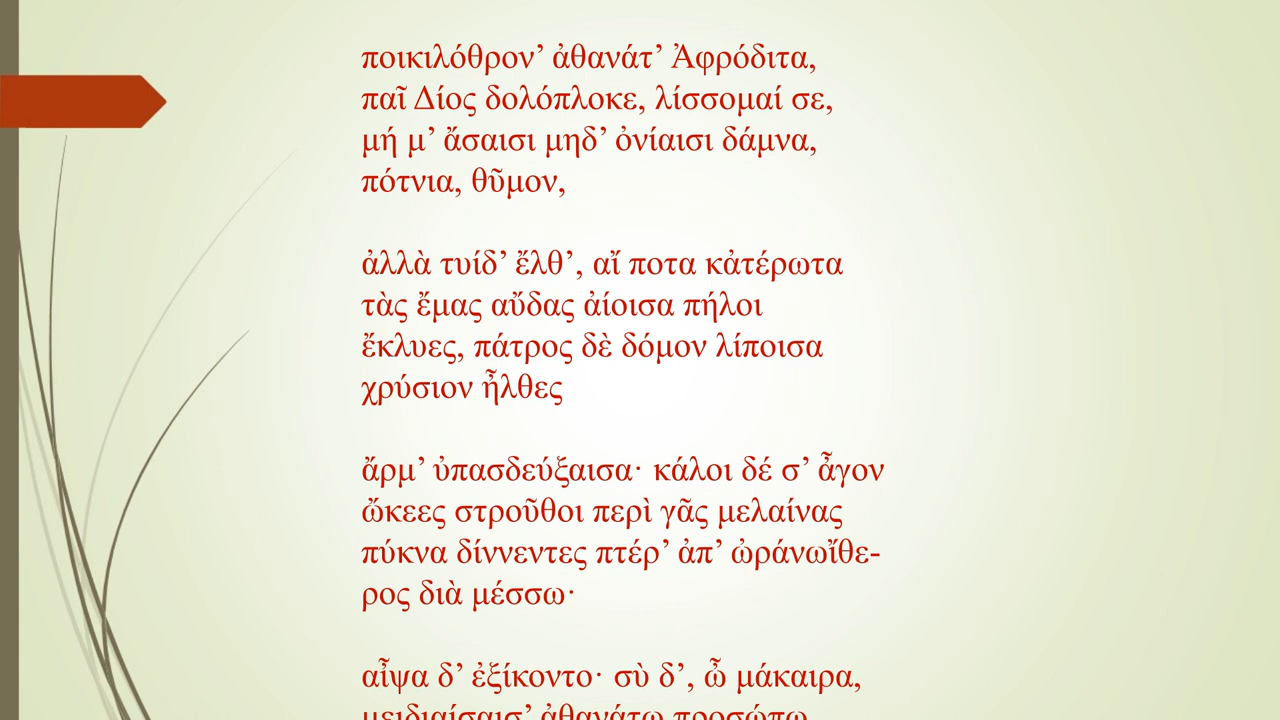 ποικιλόθρον’ ἀθανάτ’ Ἀφρόδιτα,
παῖ Δίος δολόπλοκε, λίσσομαί σε,
μή μ’ ἄσαισι μηδ’ ὀνίαισι δάμνα,
πότνια, θῦμον,
ἀλλὰ τυίδ’ ἔλθ’, αἴ ποτα κἀτέρωτα
τὰς ἔμας αὔδας ἀίοισα πήλοι
ἔκλυες, πάτρος δὲ δόμον λίποισα
χρύσιον ἦλθες
ἄρμ’ ὐπασδεύξαισα· κάλοι δέ σ’ ἆγον
ὤκεες στροῦθοι περὶ γᾶς μελαίνας
πύκνα δίννεντες πτέρ’ ἀπ’ ὠράνωἴθε-
ρος διὰ μέσσω·
αἶψα δ’ ἐξίκοντο· σὺ δ’, ὦ μάκαιρα,
μειδιαίσαισ’ ἀθανάτω προσώπω